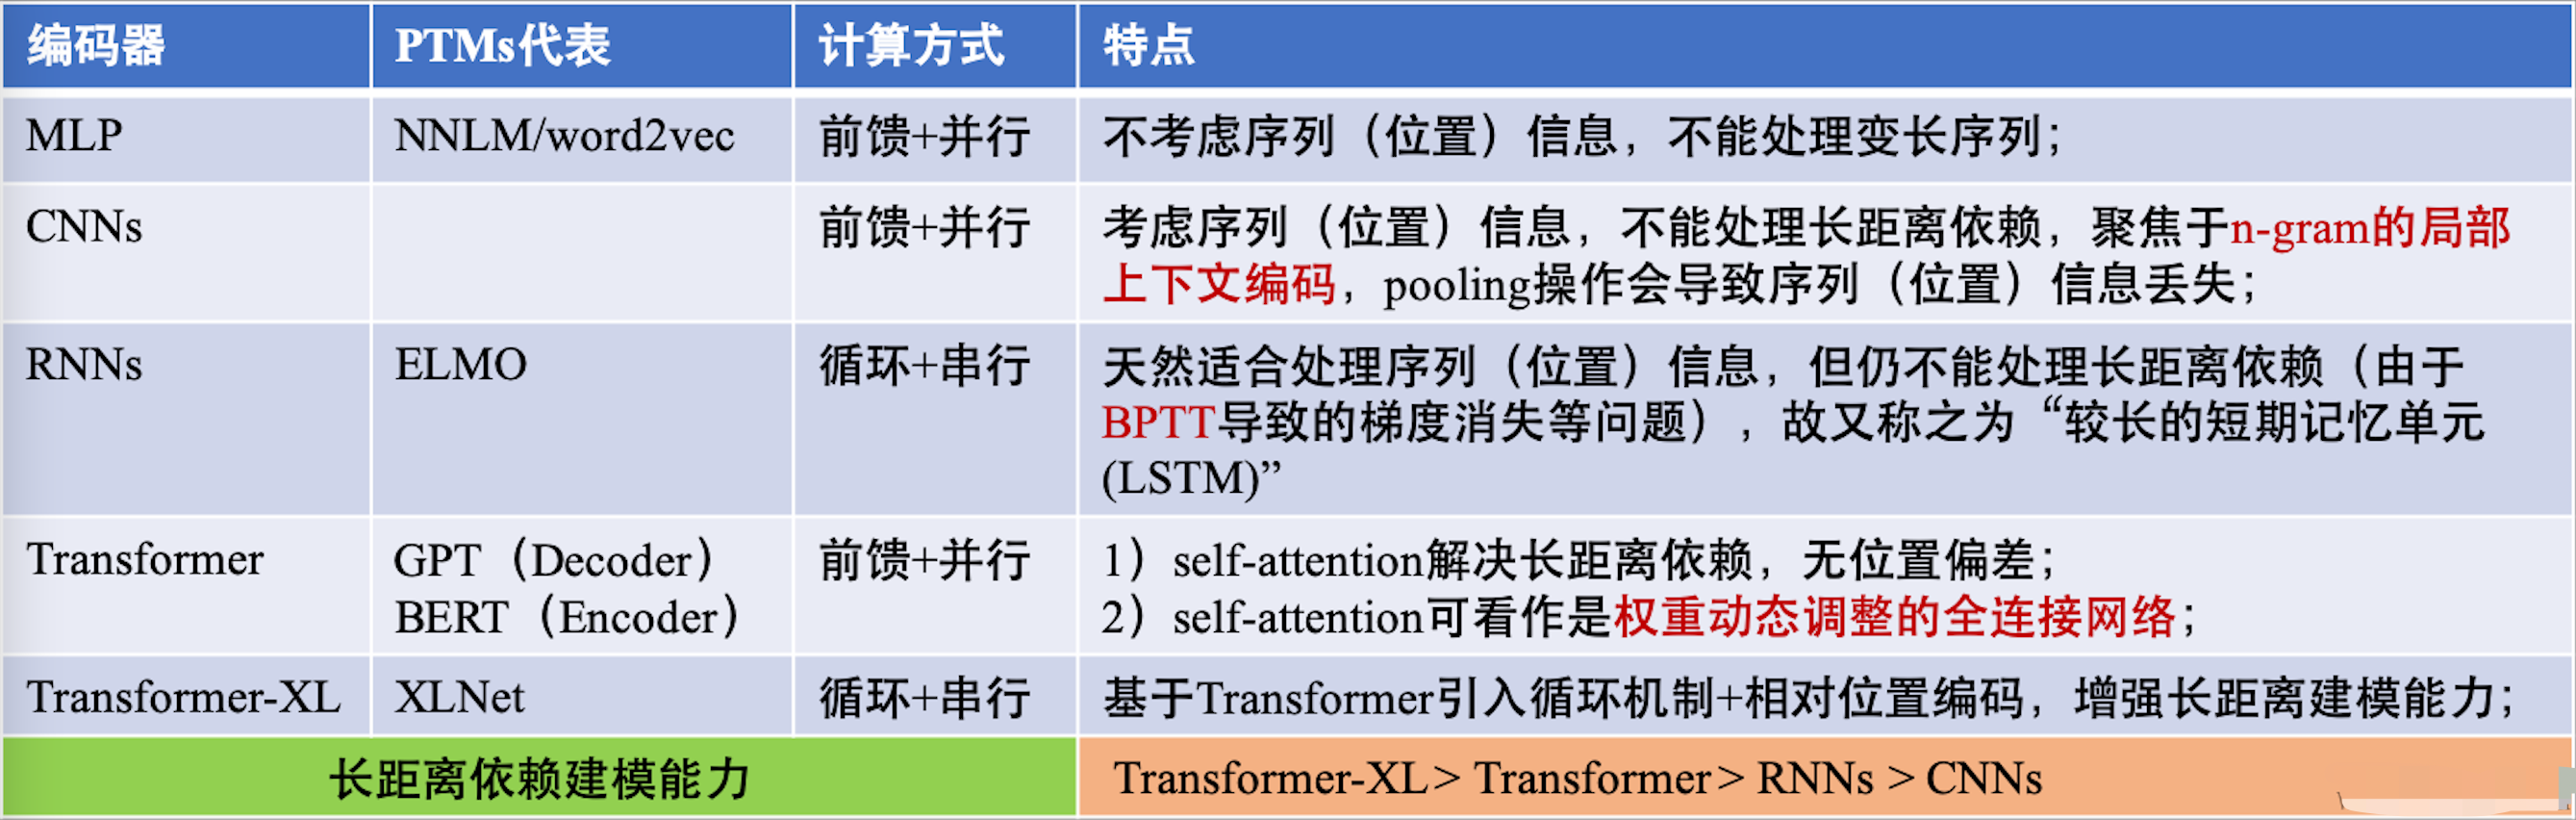 编码器 PTMs代表 计算方式 特点
MLP NNLM/word2vec 前馈+并行 不考虑序列（位置）信息，不能处理变长序列；
CNNs 前馈+并行 考虑序列（位置）信息，不能处理长距离依赖，聚焦于n-gram的局部
上下文编码，pooling操作会导致序列（位置）信息丢失；
RNNs ELMO 循环+串行 天然适合处理序列（位置）信息，但仍不能处理长距离依赖（由于
BPTT导致的梯度消失等问题），故又称之为“较长的短期记忆单元
(LSTM)”
Transformer GPT（Decoder） 前馈+并行 1）self-attention解决长距离依赖，无位置偏差；
BERT（Encoder） 2）self-attention可看作是权重动态调整的全连接网络；
Transformer-XL XLNet 循环+串行 基于Transformer引入循环机制+相对位置编码，增强长距离建模能力；
长距离依赖建模能力 Transformer-XL> Transformer> RNNs > CNNs